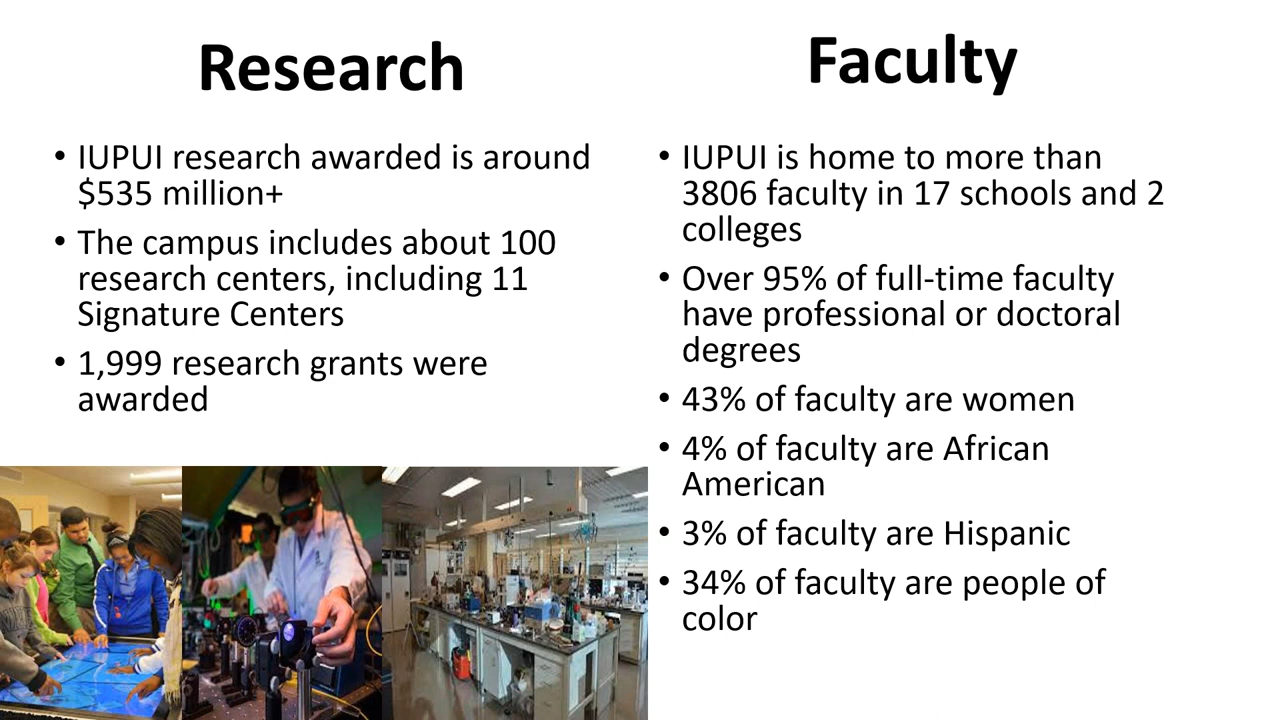 Research
• IUPUI research awarded is around
$535 million+
• The campus includes about 100
research centers, including 11
Signature Centers
• 1,999 research grants were
awarded
Faculty
• IUPUI is home to more than
3806 faculty in 17 schools and 2
colleges
• Over 95% of full-time faculty
have professional or doctoral
degrees
• 43% of faculty are women
• 4% of faculty are African
American
• 3% of faculty are Hispanic
• 34% of faculty are people of
color